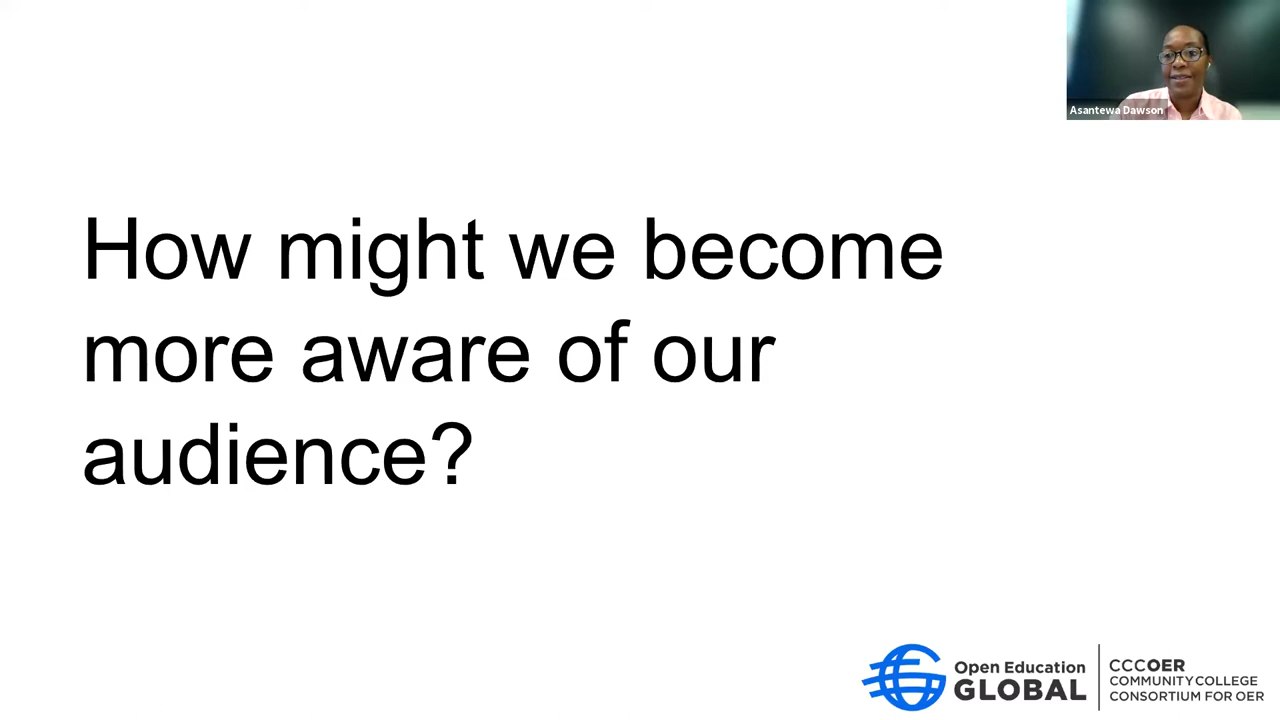 Asantewa Dawson
How might we become
more aware of our
audience?
Open Education
GLOBAL
CCCOER
COMMUNITY COLLEGE
CONSORTIUM FOR OER